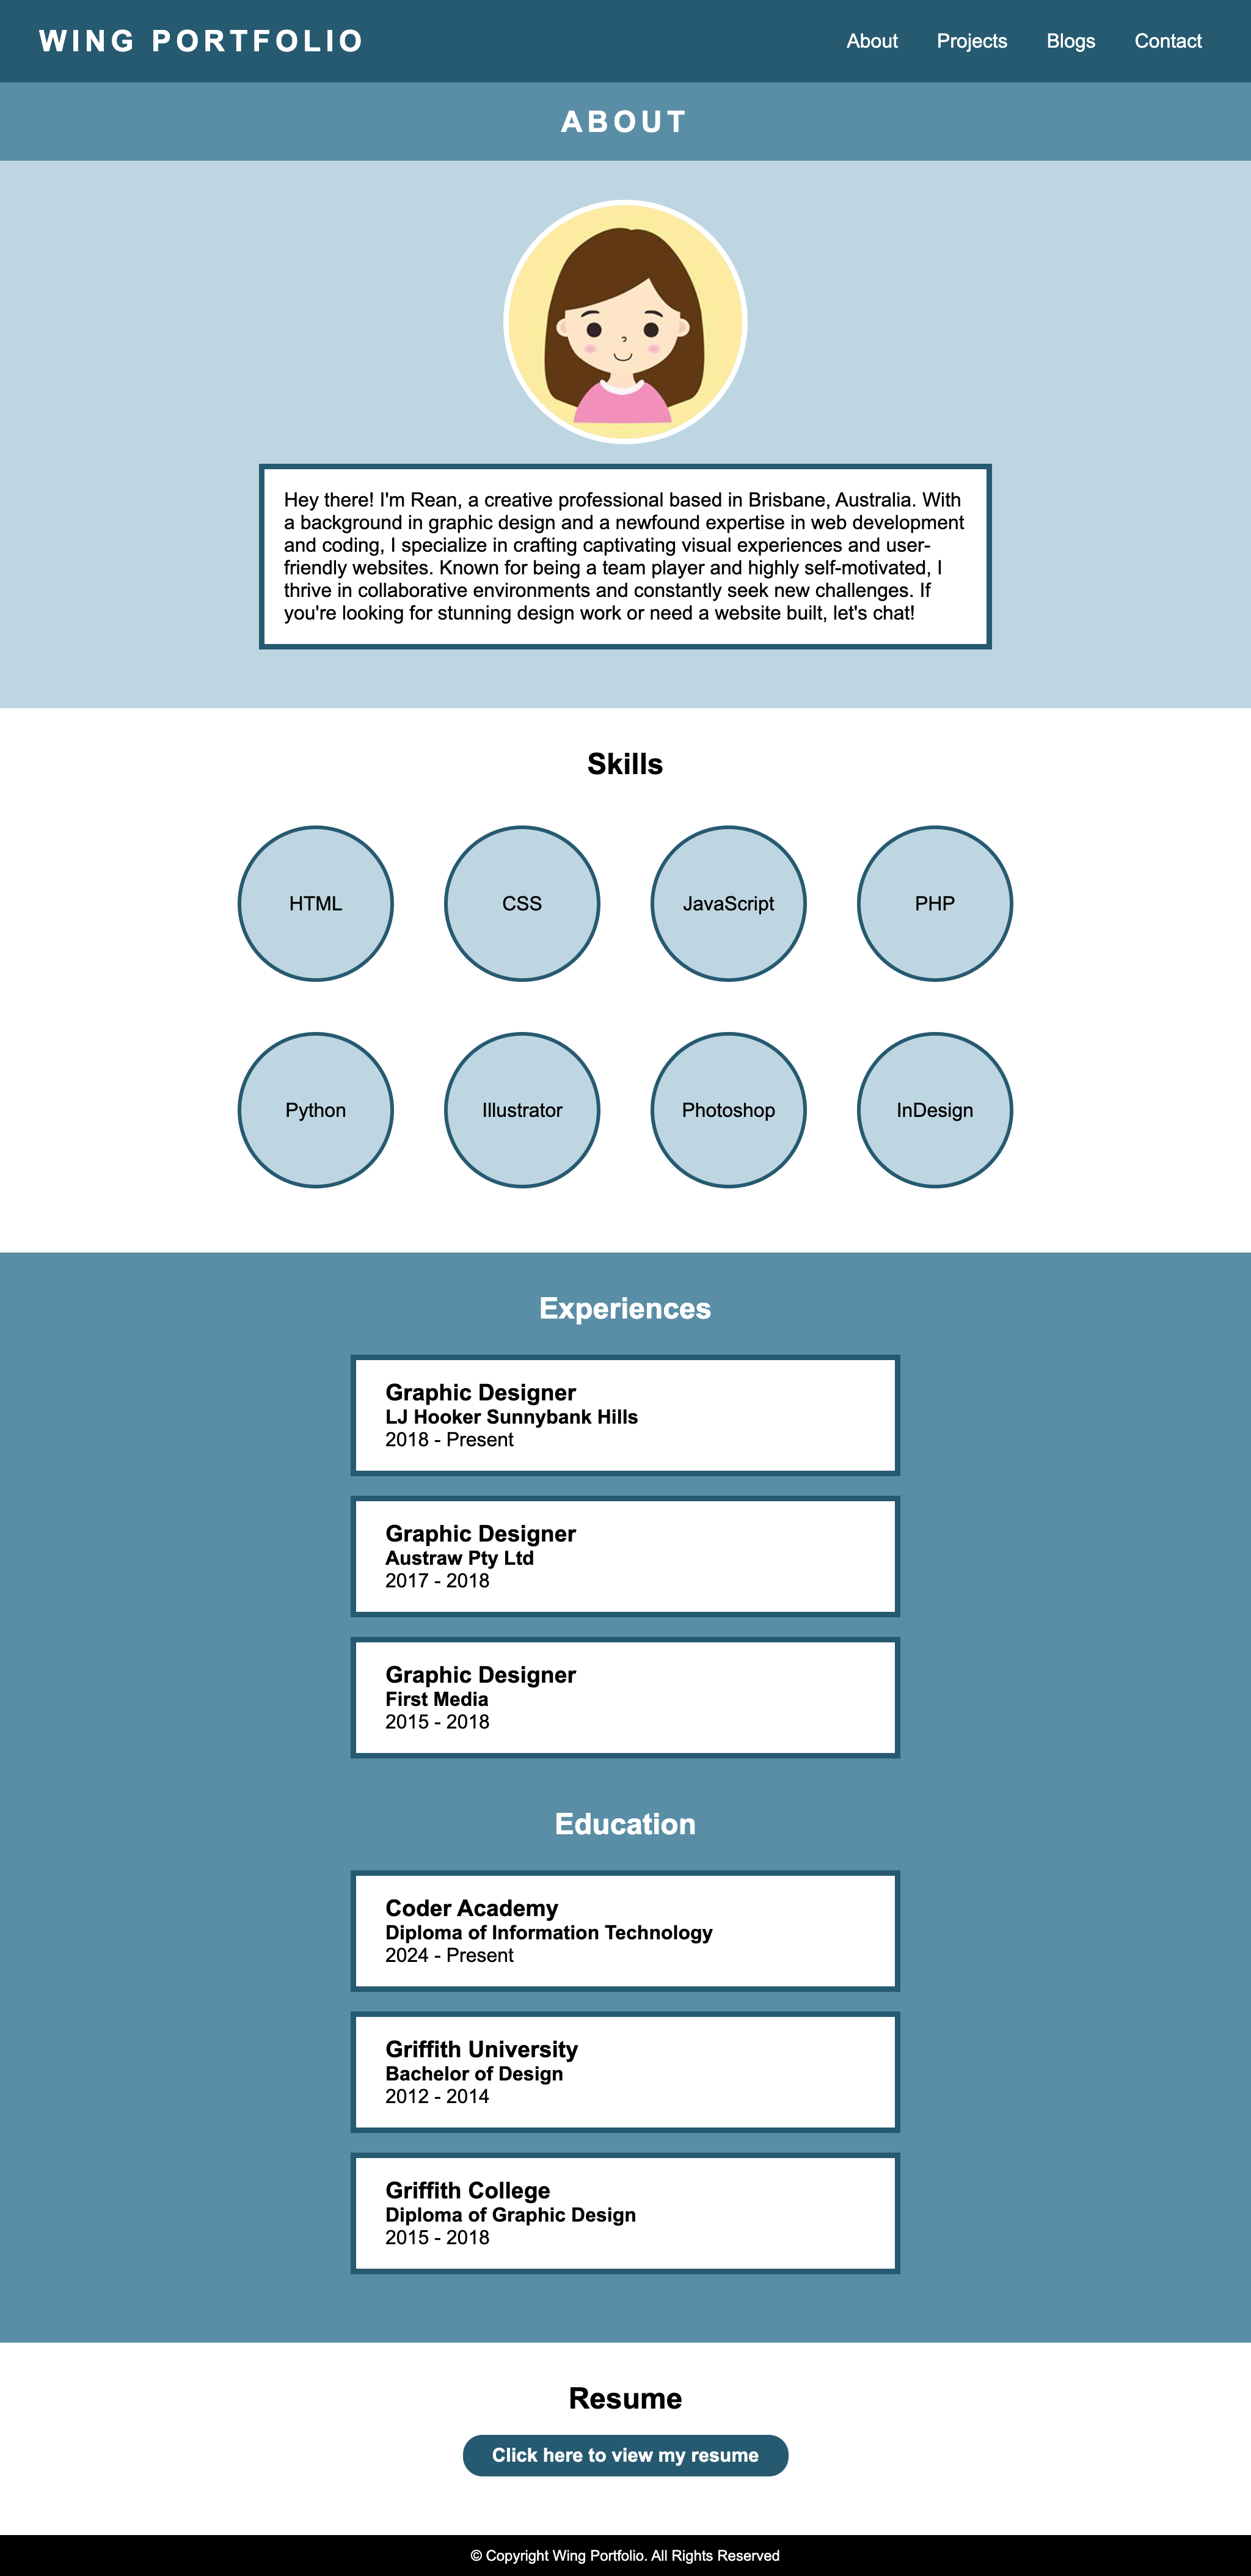 WING PORTFOLIO
About Projects Blogs Contact
ABOUT
Hey there! I'm Rean, a creative professional based in Brisbane, Australia. With
a background in graphic design and a newfound expertise in web development
and coding, I specialize in crafting captivating visual experiences and user-
friendly websites. Known for being a team player and highly self-motivated, I
thrive in collaborative environments and constantly seek new challenges. If
you're looking for stunning design work or need a website built, let's chat!
Skills
HTML CSS JavaScript PHP
Python Illustrator Photoshop InDesign
Experiences
Graphic Designer
LJ Hooker Sunnybank Hills
2018 - Present
Graphic Designer
Austraw Pty Ltd
2017 - 2018
Graphic Designer
First Media
2015 - 2018
Education
Coder Academy
Diploma of Information Technology
2024 - Present
Griffith University
Bachelor of Design
2012 - 2014
Griffith College
Diploma of Graphic Design
2015 - 2018
Resume
Click here to view my resume
© Copyright Wing Portfolio. All Rights Reserved